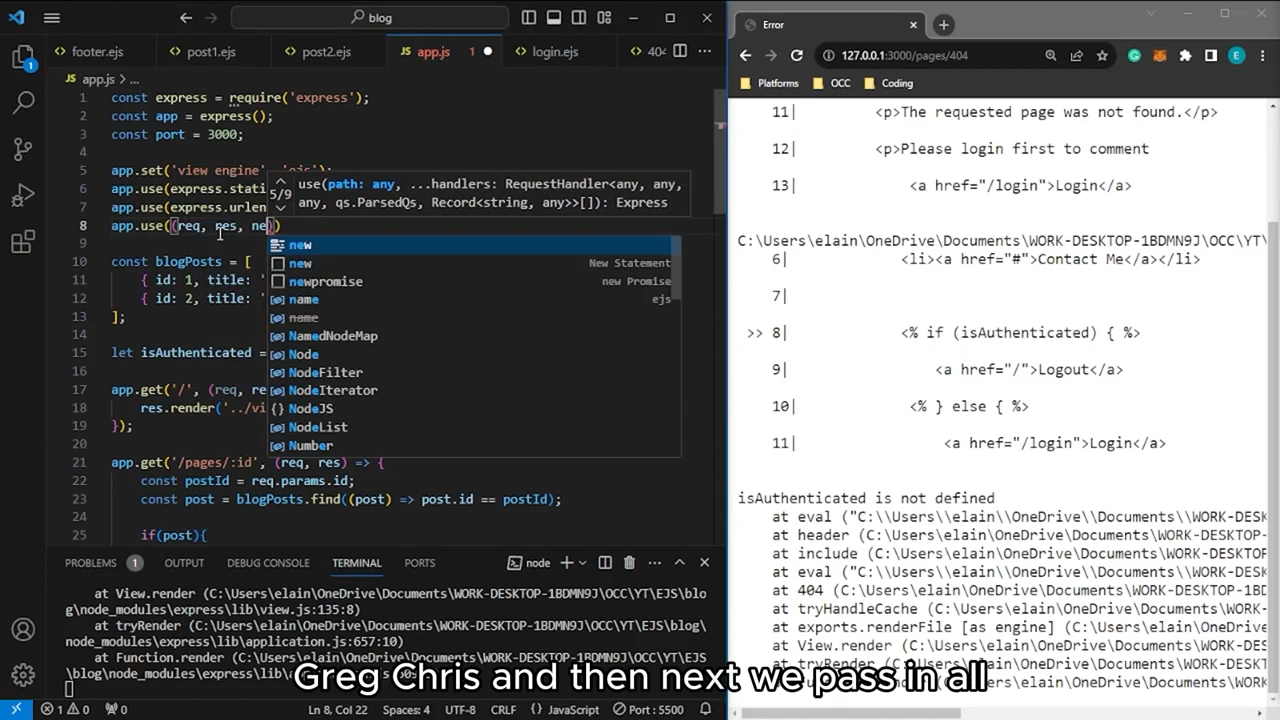 blog
footer.ejs
post1.ejs
post2.ejs
app.js 1
login.ejs
404
app.js > ...
1 const express = require('express');
2 const app = express();
3 const port = 3000;
4
5 app.set('view engine', 'ejs');
6 app.use(express.stati
7 app.use(express.urlen
8 app.use((req, res, ne))
9
10 const blogPosts = [
11 { id: 1, title: '
12 { id: 2, title: '
13 ];
14
15 let isAuthenticated =
16
17 app.get('/', (req, re
18 res.render('../vi
19 });
20
21 app.get('/pages/:id', (req, res) => {
22 const postId = req.params.id;
23 const post = blogPosts.find((post) => post.id == postId);
24
25 if(post){
5/9
use(path: any, ...handlers: RequestHandler<any, any,
any, qs.ParsedQs, Record<string, any>>[]): Express
new
new New Statement
newpromise new Promise
name ejs
name
NamedNodeMap
Node
NodeFilter
NodeIterator
NodeJS
NodeList
Number
PROBLEMS 1 OUTPUT DEBUG CONSOLE TERMINAL PORTS node
at View.render (C:\Users\elain\OneDrive\Documents\WORK-DESKTOP-1BDMN9J\OCC\YT\EJS\blo
g\node_modules\express\lib\view.js:135:8)
at tryRender (C:\Users\elain\OneDrive\Documents\WORK-DESKTOP-1BDMN9J\OCC\YT\EJS\blog\
node_modules\express\lib\application.js:657:10)
at Function.render (C:\Users\elain\OneDrive\Documents\WORK-DESKTOP-1BDMN9J\OCC\YT\EJS
1 0 0 Ln 8, Col 22 Spaces: 4 UTF-8 CRLF {} JavaScript Port : 5500
Error
127.0.0.1:3000/pages/404
E
Platforms OCC Coding
11| <p>The requested page was not found.</p>
12| <p>Please login first to comment
13| <a href="/login">Login</a>
C:\Users\elain\OneDrive\Documents\WORK-DESKTOP-1BDMN9J\OCC\YT\
6| <li><a href="#">Contact Me</a></li>
7|
>> 8| <% if (isAuthenticated) { %>
9| <a href="/">Logout</a>
10| <% } else { %>
11| <a href="/login">Login</a>
isAuthenticated is not defined
at eval ("C:\\Users\\elain\\OneDrive\\Documents\\WORK-DESK
at header (C:\Users\elain\OneDrive\Documents\WORK-DESKTOP-
at include (C:\Users\elain\OneDrive\Documents\WORK-DESKTOP
at eval ("C:\\Users\\elain\\OneDrive\\Documents\\WORK-DESK
at 404 (C:\Users\elain\OneDrive\Documents\WORK-DESKTOP-1BD
at tryHandleCache (C:\Users\elain\OneDrive\Documents\WORK-
at exports.renderFile [as engine] (C:\Users\elain\OneDrive
at View.render (C:\Users\elain\OneDrive\Documents\WORK-DES
at tryRender
Greg Chris and then next we pass in all